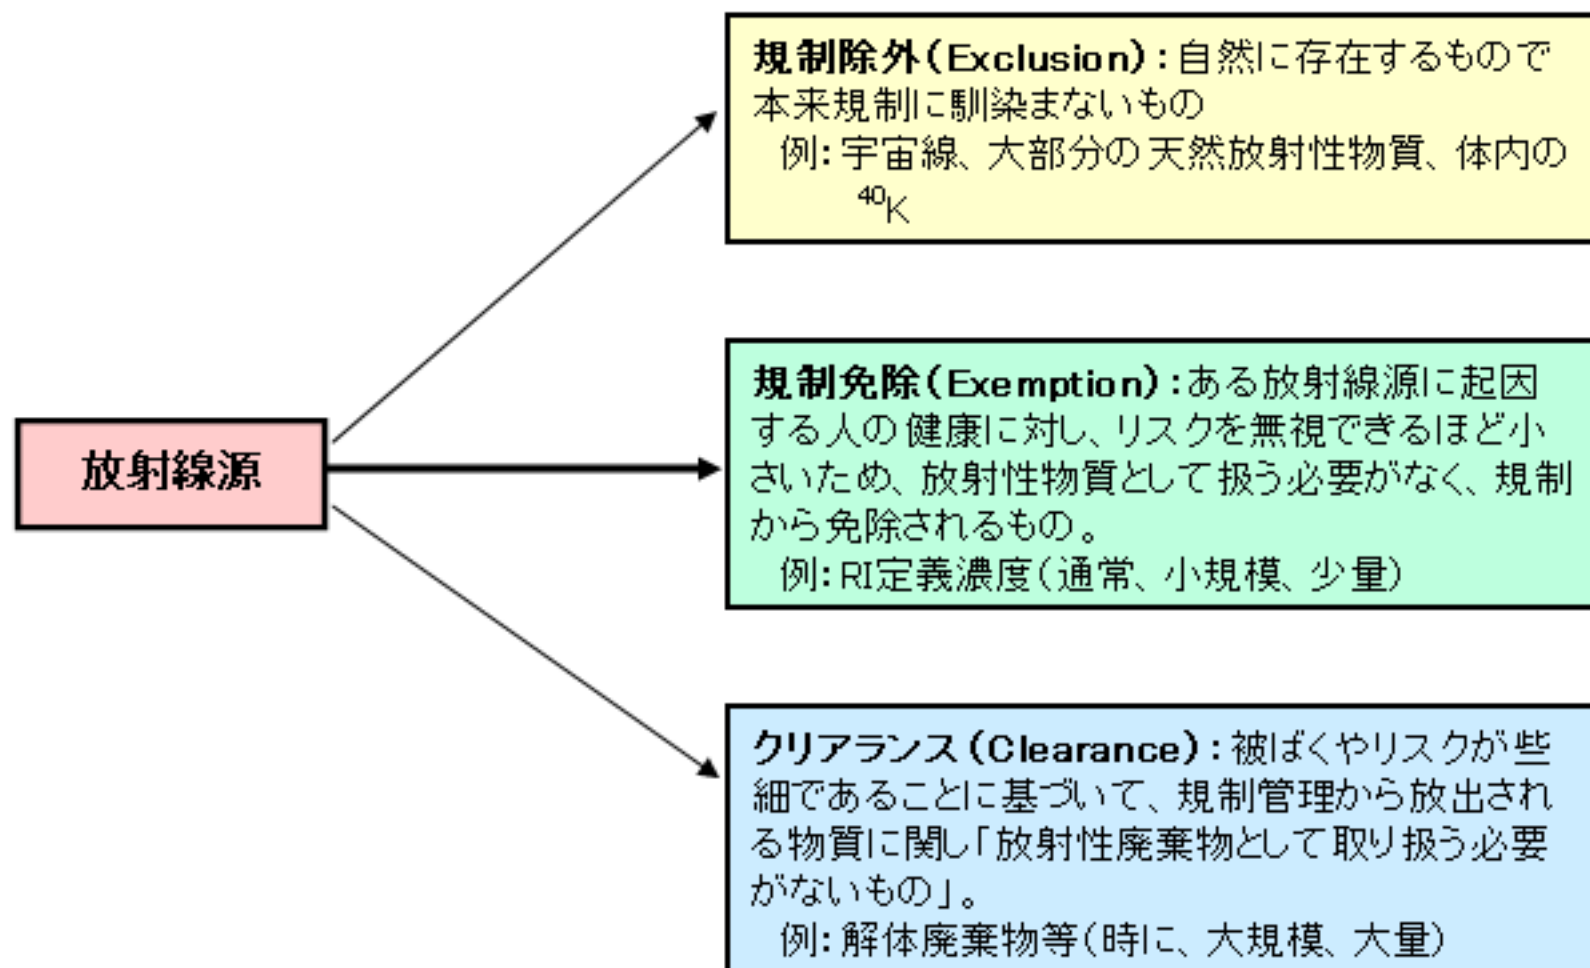 規制除外(Exclusion):自然に存在するもので
本来規制に馴染まないもの
例:宇宙線、大部分の天然放射性物質、体内の
⁴⁰K
規制免除(Exemption):ある放射線源に起因
する人の健康に対し、リスクを無視できるほど小
さいため、放射性物質として扱う必要がなく、規制
から免除されるもの。
例:RI定義濃度(通常、小規模、少量)
放射線源
クリアランス(Clearance):被ばくやリスクが些
細であることに基づいて、規制管理から放出され
る物質に関し「放射性廃棄物として取り扱う必要
がないもの」。
例:解体廃棄物等(時に、大規模、大量)